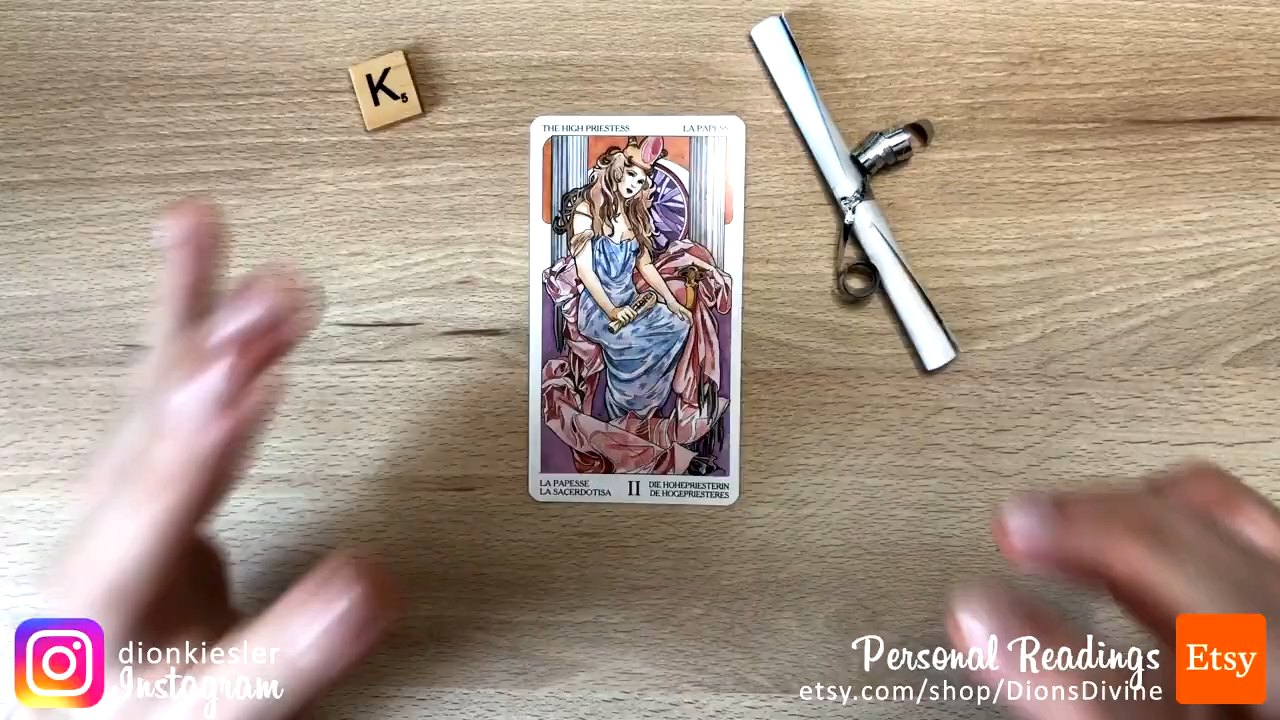 K5
THE HIGH PRIESTESS LA PAPESS
LA PAPESSE
LA SACERDOTISA
II
DIE HOHEPRIESTERIN
DE HOGEPRIESTERES
dionkiesler
Instagram
Personal Readings
etsy.com/shop/DionsDivine
Etsy